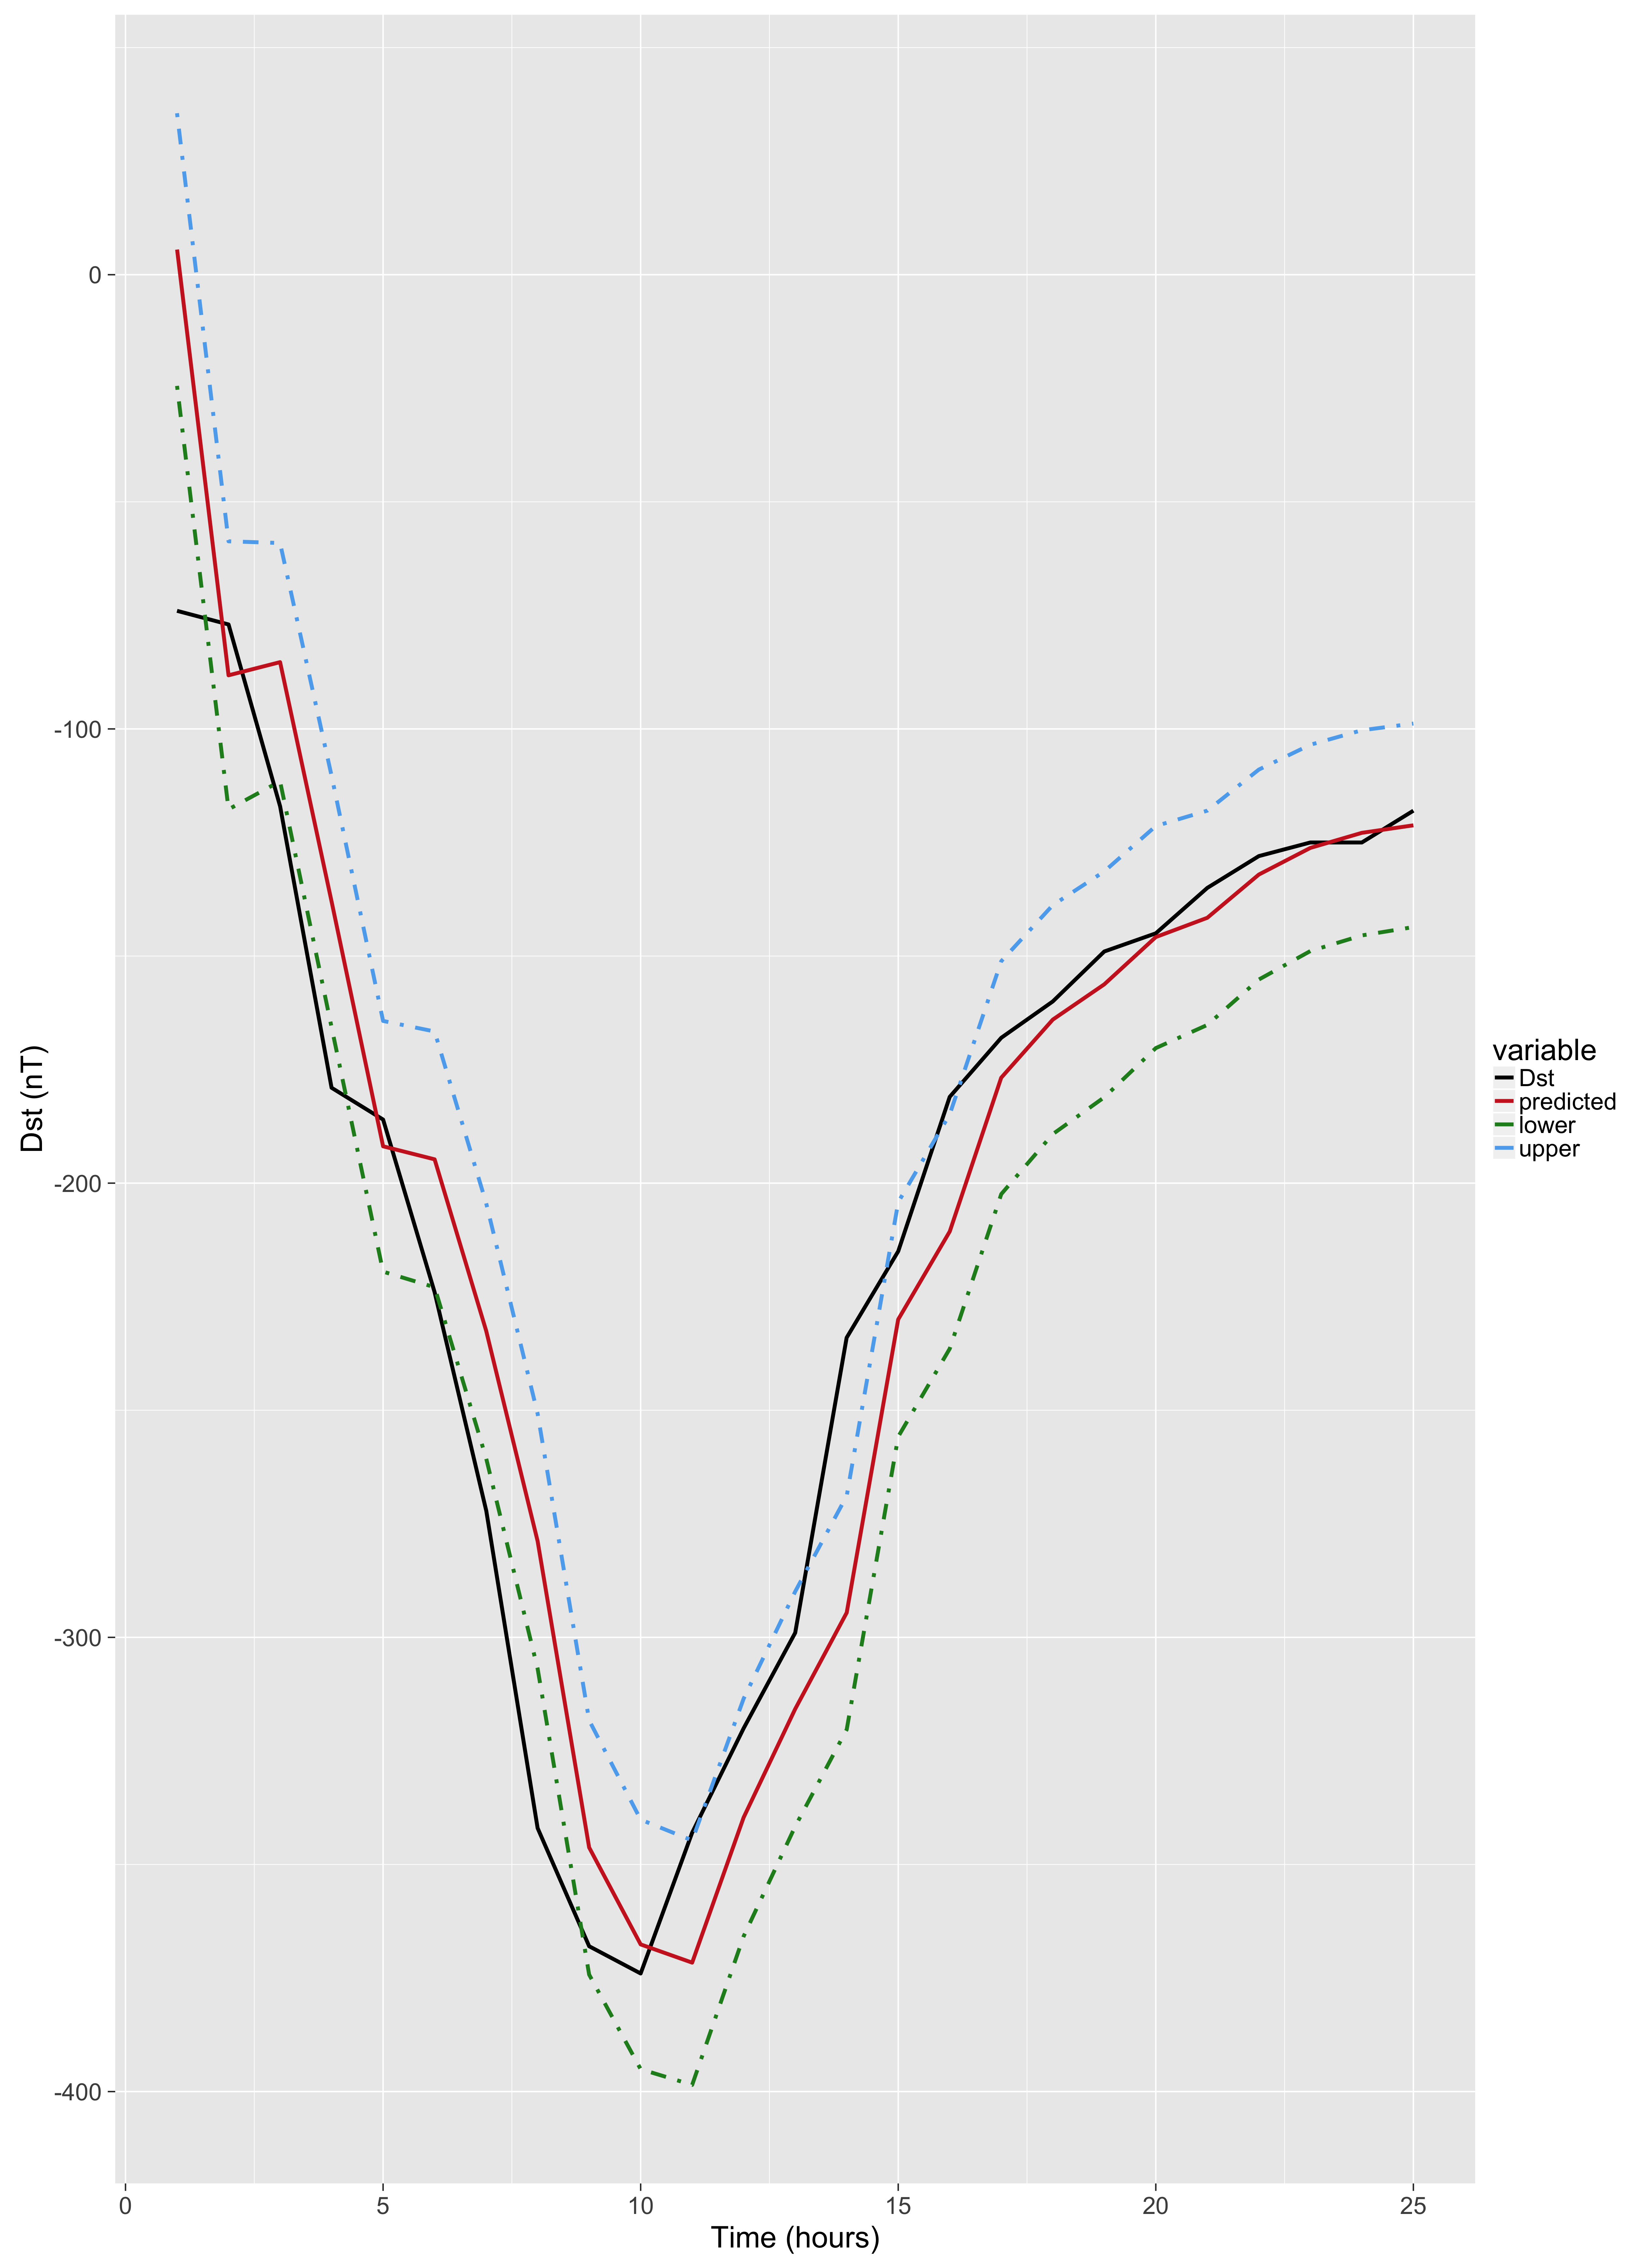 0
-100
-200
-300
-400
Dst (nT)
0 5 10 15 20 25
Time (hours)
variable
Dst
predicted
lower
upper